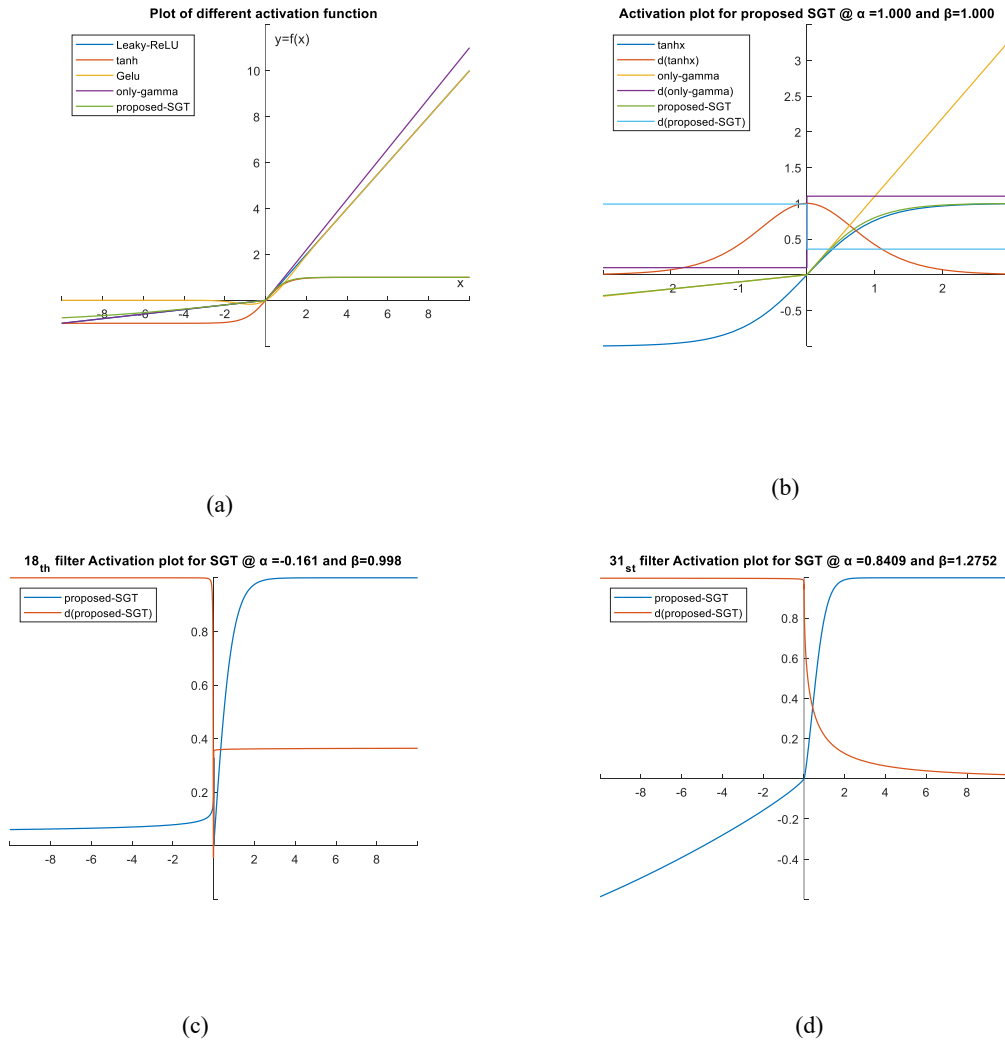 Plot of different activation function
y=f(x)
Leaky-ReLU
tanh
Gelu
only-gamma
proposed-SGT
10
8
6
4
2
x
-8 -6 -4 -2 2 4 6 8
(a)
Activation plot for proposed SGT @ α =1.000 and β=1.000
tanhx
d(tanhx)
only-gamma
d(only-gamma)
proposed-SGT
d(proposed-SGT)
3
2.5
2
1.5
1
0.5
-2 -1 1 2
-0.5
(b)
18th filter Activation plot for SGT @ α =-0.161 and β=0.998
proposed-SGT
d(proposed-SGT)
0.8
0.6
0.4
0.2
-8 -6 -4 -2 2 4 6 8
(c)
31st filter Activation plot for SGT @ α =0.8409 and β=1.2752
proposed-SGT
d(proposed-SGT)
0.8
0.6
0.4
0.2
-8 -6 -4 -2 2 4 6 8
-0.2
-0.4
(d)